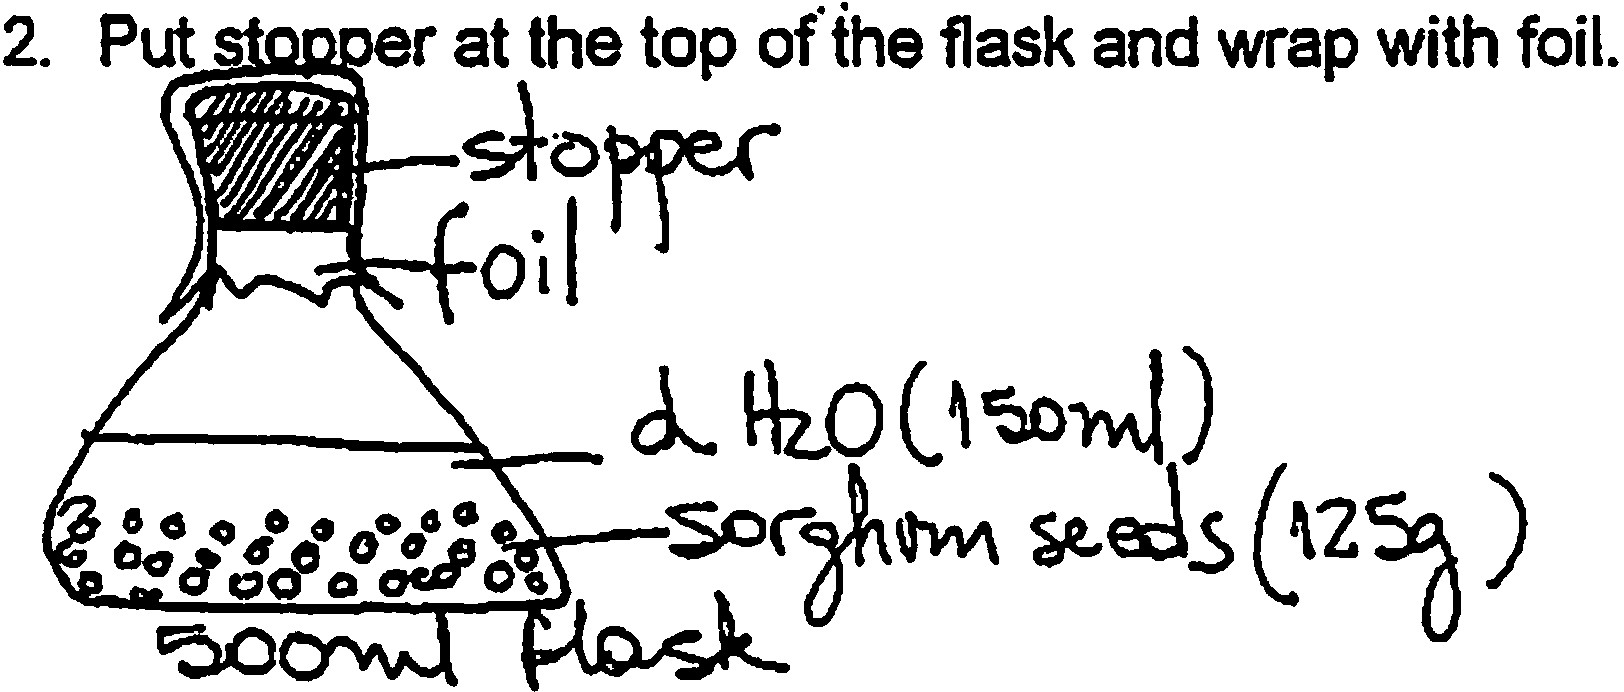 2. Put stopper at the top of the flask and wrap with foil.
stopper
foil
d H2O (150ml)
sorghum seeds (125g)
500ml flask